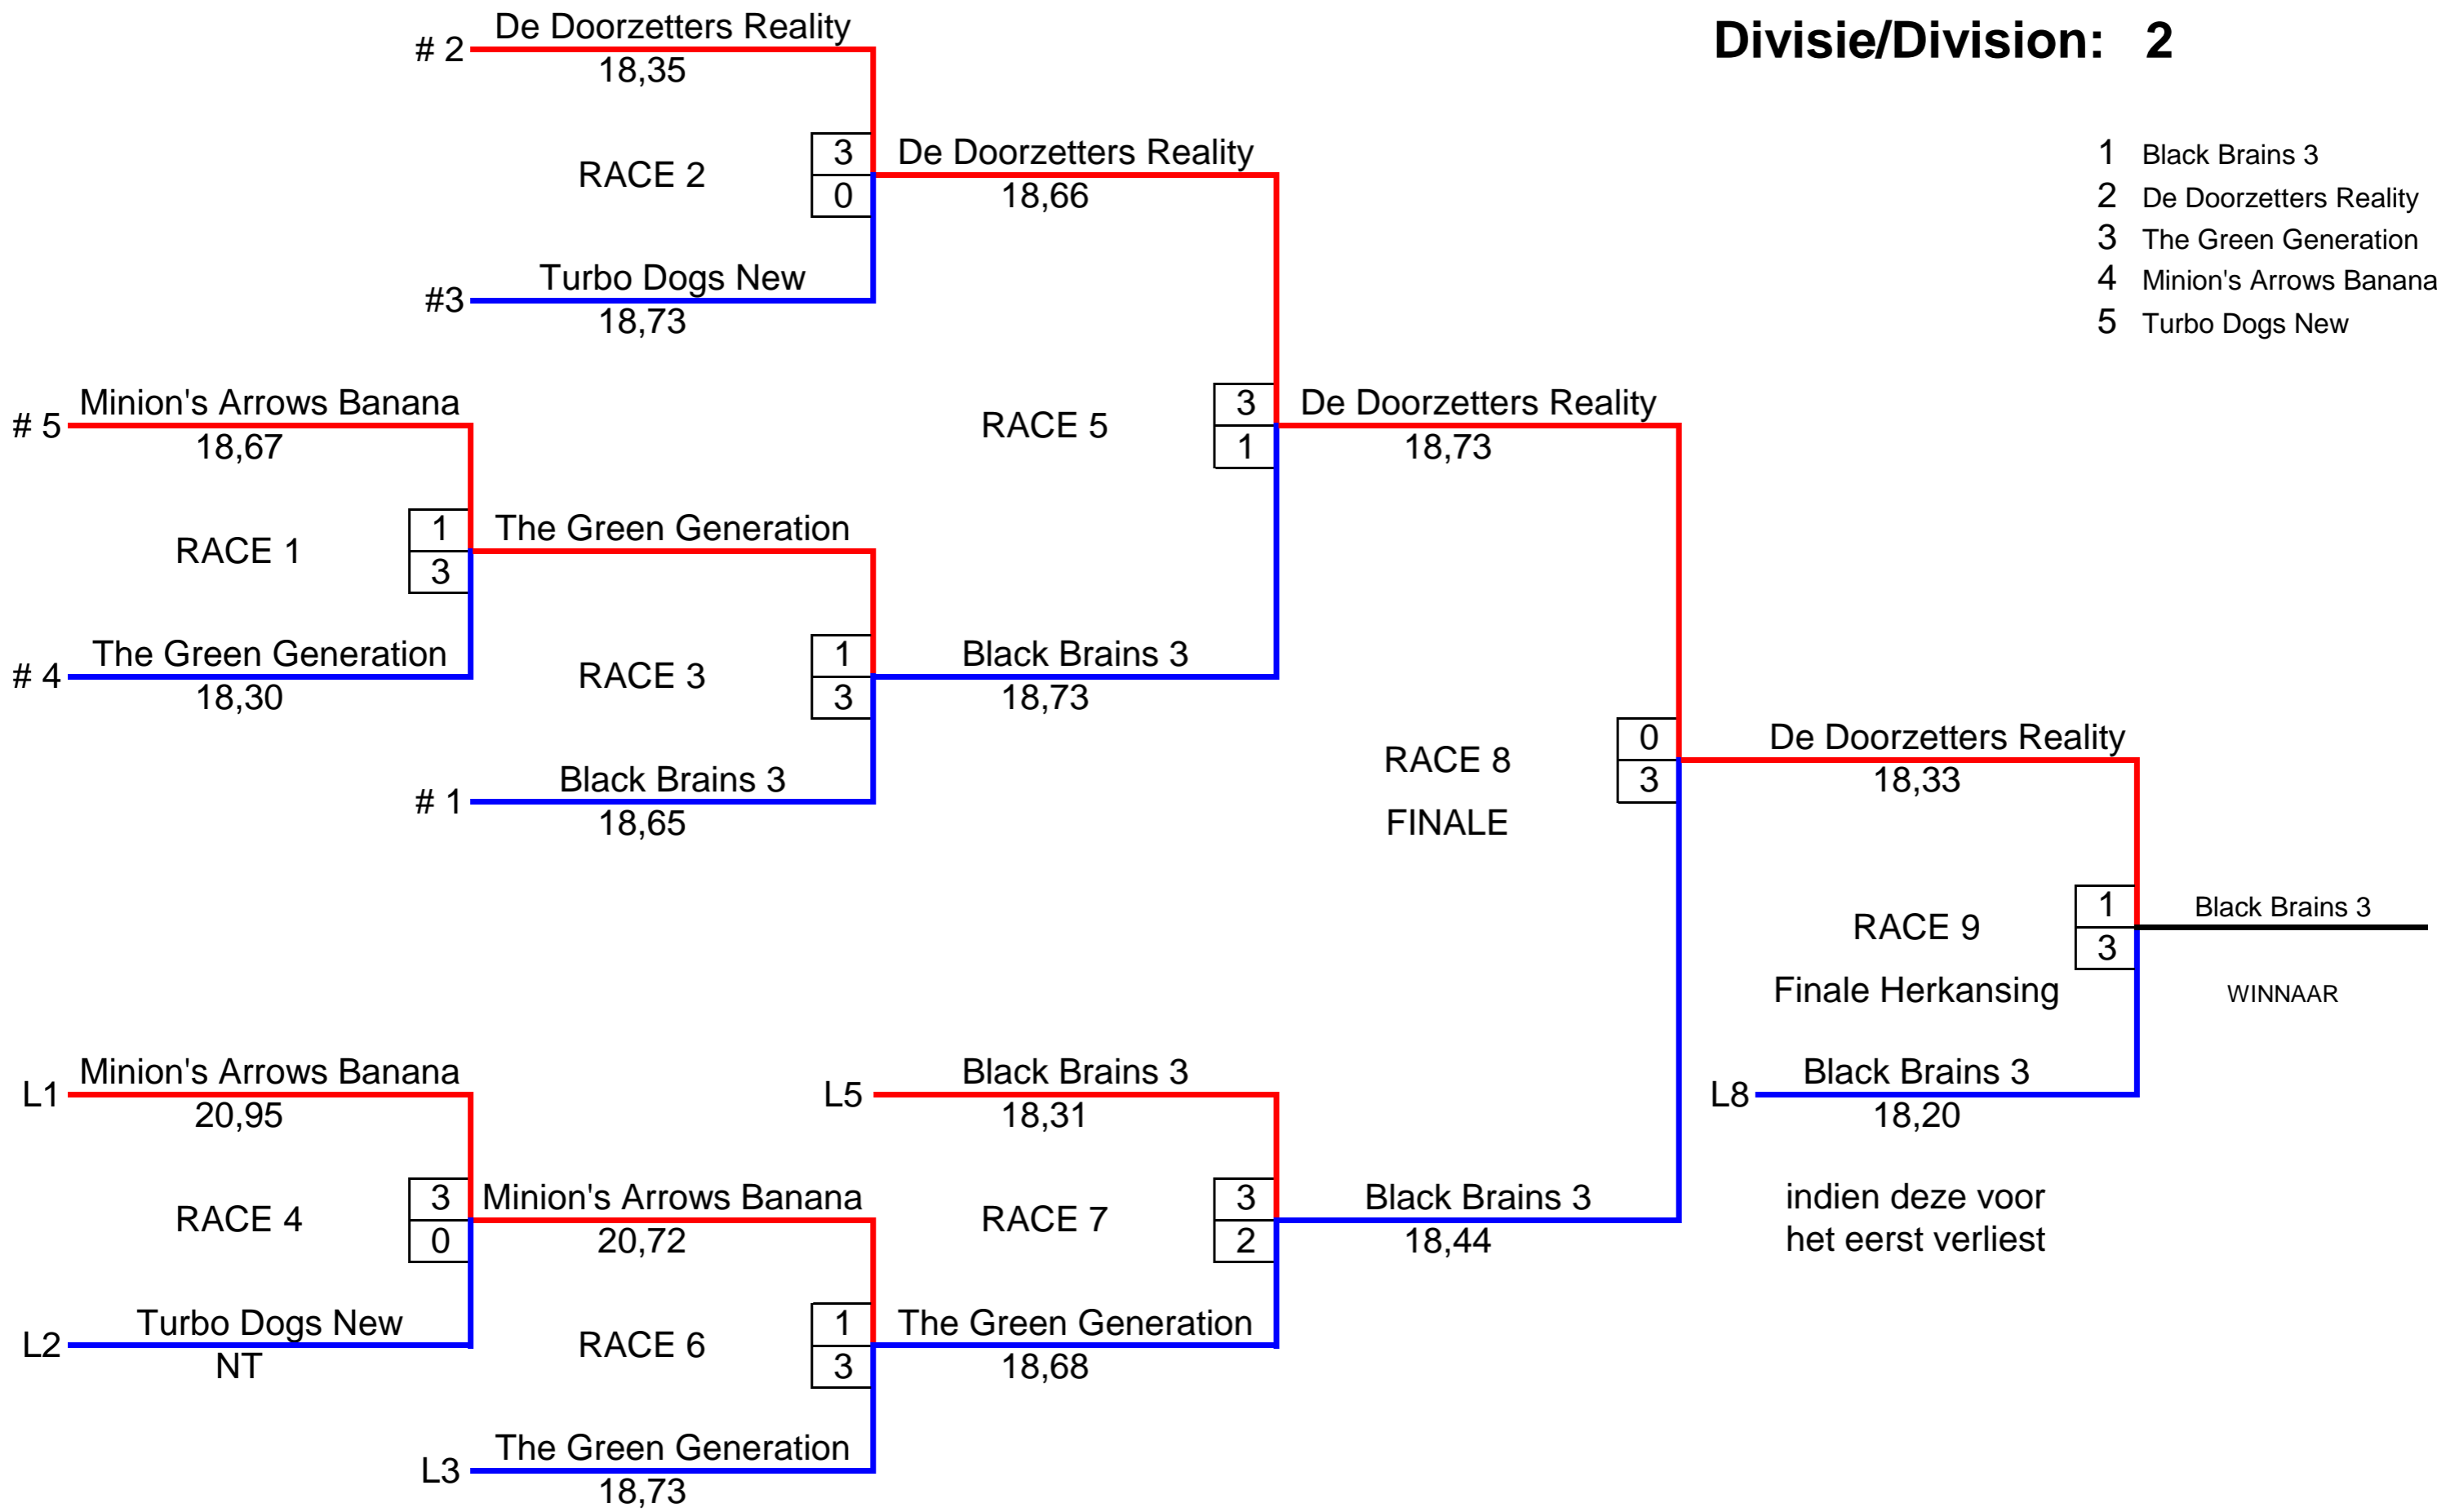 Divisie/Division: 2
1 Black Brains 3
2 De Doorzetters Reality
3 The Green Generation
4 Minion's Arrows Banana
5 Turbo Dogs New
# 2
De Doorzetters Reality
18,35
RACE 2
3
0
#3
Turbo Dogs New
18,73
De Doorzetters Reality
18,66
# 5
Minion's Arrows Banana
18,67
RACE 1
1
3
# 4
The Green Generation
18,30
The Green Generation
RACE 3
1
3
# 1
Black Brains 3
18,65
Black Brains 3
18,73
RACE 5
3
1
De Doorzetters Reality
18,73
RACE 8
FINALE
0
3
De Doorzetters Reality
18,33
RACE 9
Finale Herkansing
1
3
Black Brains 3
WINNAAR
L8
Black Brains 3
18,20
indien deze voor
het eerst verliest
L1
Minion's Arrows Banana
20,95
RACE 4
3
0
L2
Turbo Dogs New
NT
Minion's Arrows Banana
20,72
RACE 6
1
3
L3
The Green Generation
18,73
L5
Black Brains 3
18,31
RACE 7
3
2
The Green Generation
18,68
Black Brains 3
18,44